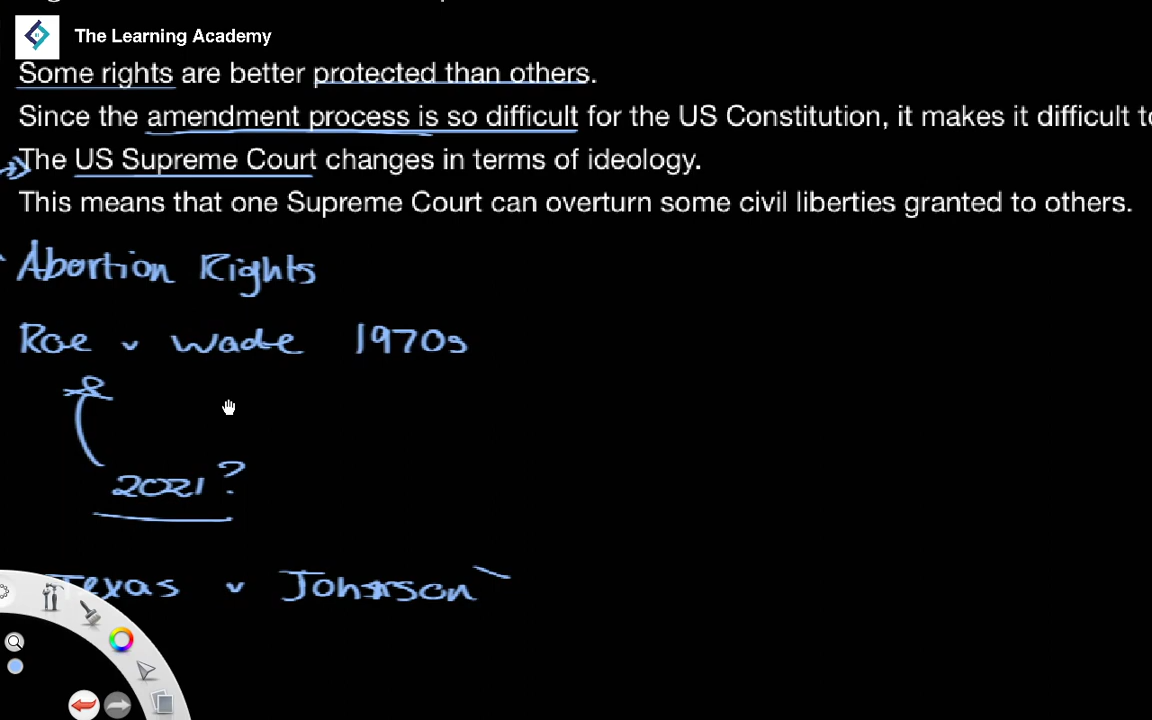 The Learning Academy
Some rights are better protected than others.
Since the amendment process is so difficult for the US Constitution, it makes it difficult to
The US Supreme Court changes in terms of ideology.
This means that one Supreme Court can overturn some civil liberties granted to others.
Abortion Rights
Roe v Wade 1970s
2021?
Texas v Johnson